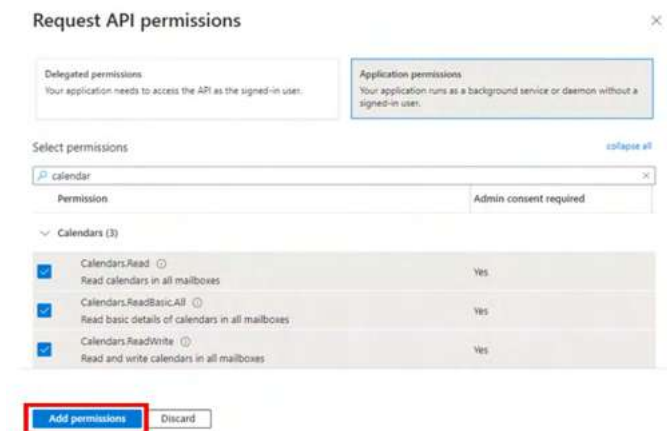 Request API permissions
Delegated permissions
Your application needs to access the API as the signed-in user.
Application permissions
Your application runs as a background service or daemon without a
signed-in user.
Select permissions
collapse all
calendar
Permission
Admin consent required
Calendars (3)
Calendars.Read
Read calendars in all mailboxes
Yes
Calendars.ReadBasic.All
Read basic details of calendars in all mailboxes
Yes
Calendars.ReadWrite
Read and write calendars in all mailboxes
Yes
Add permissions
Discard